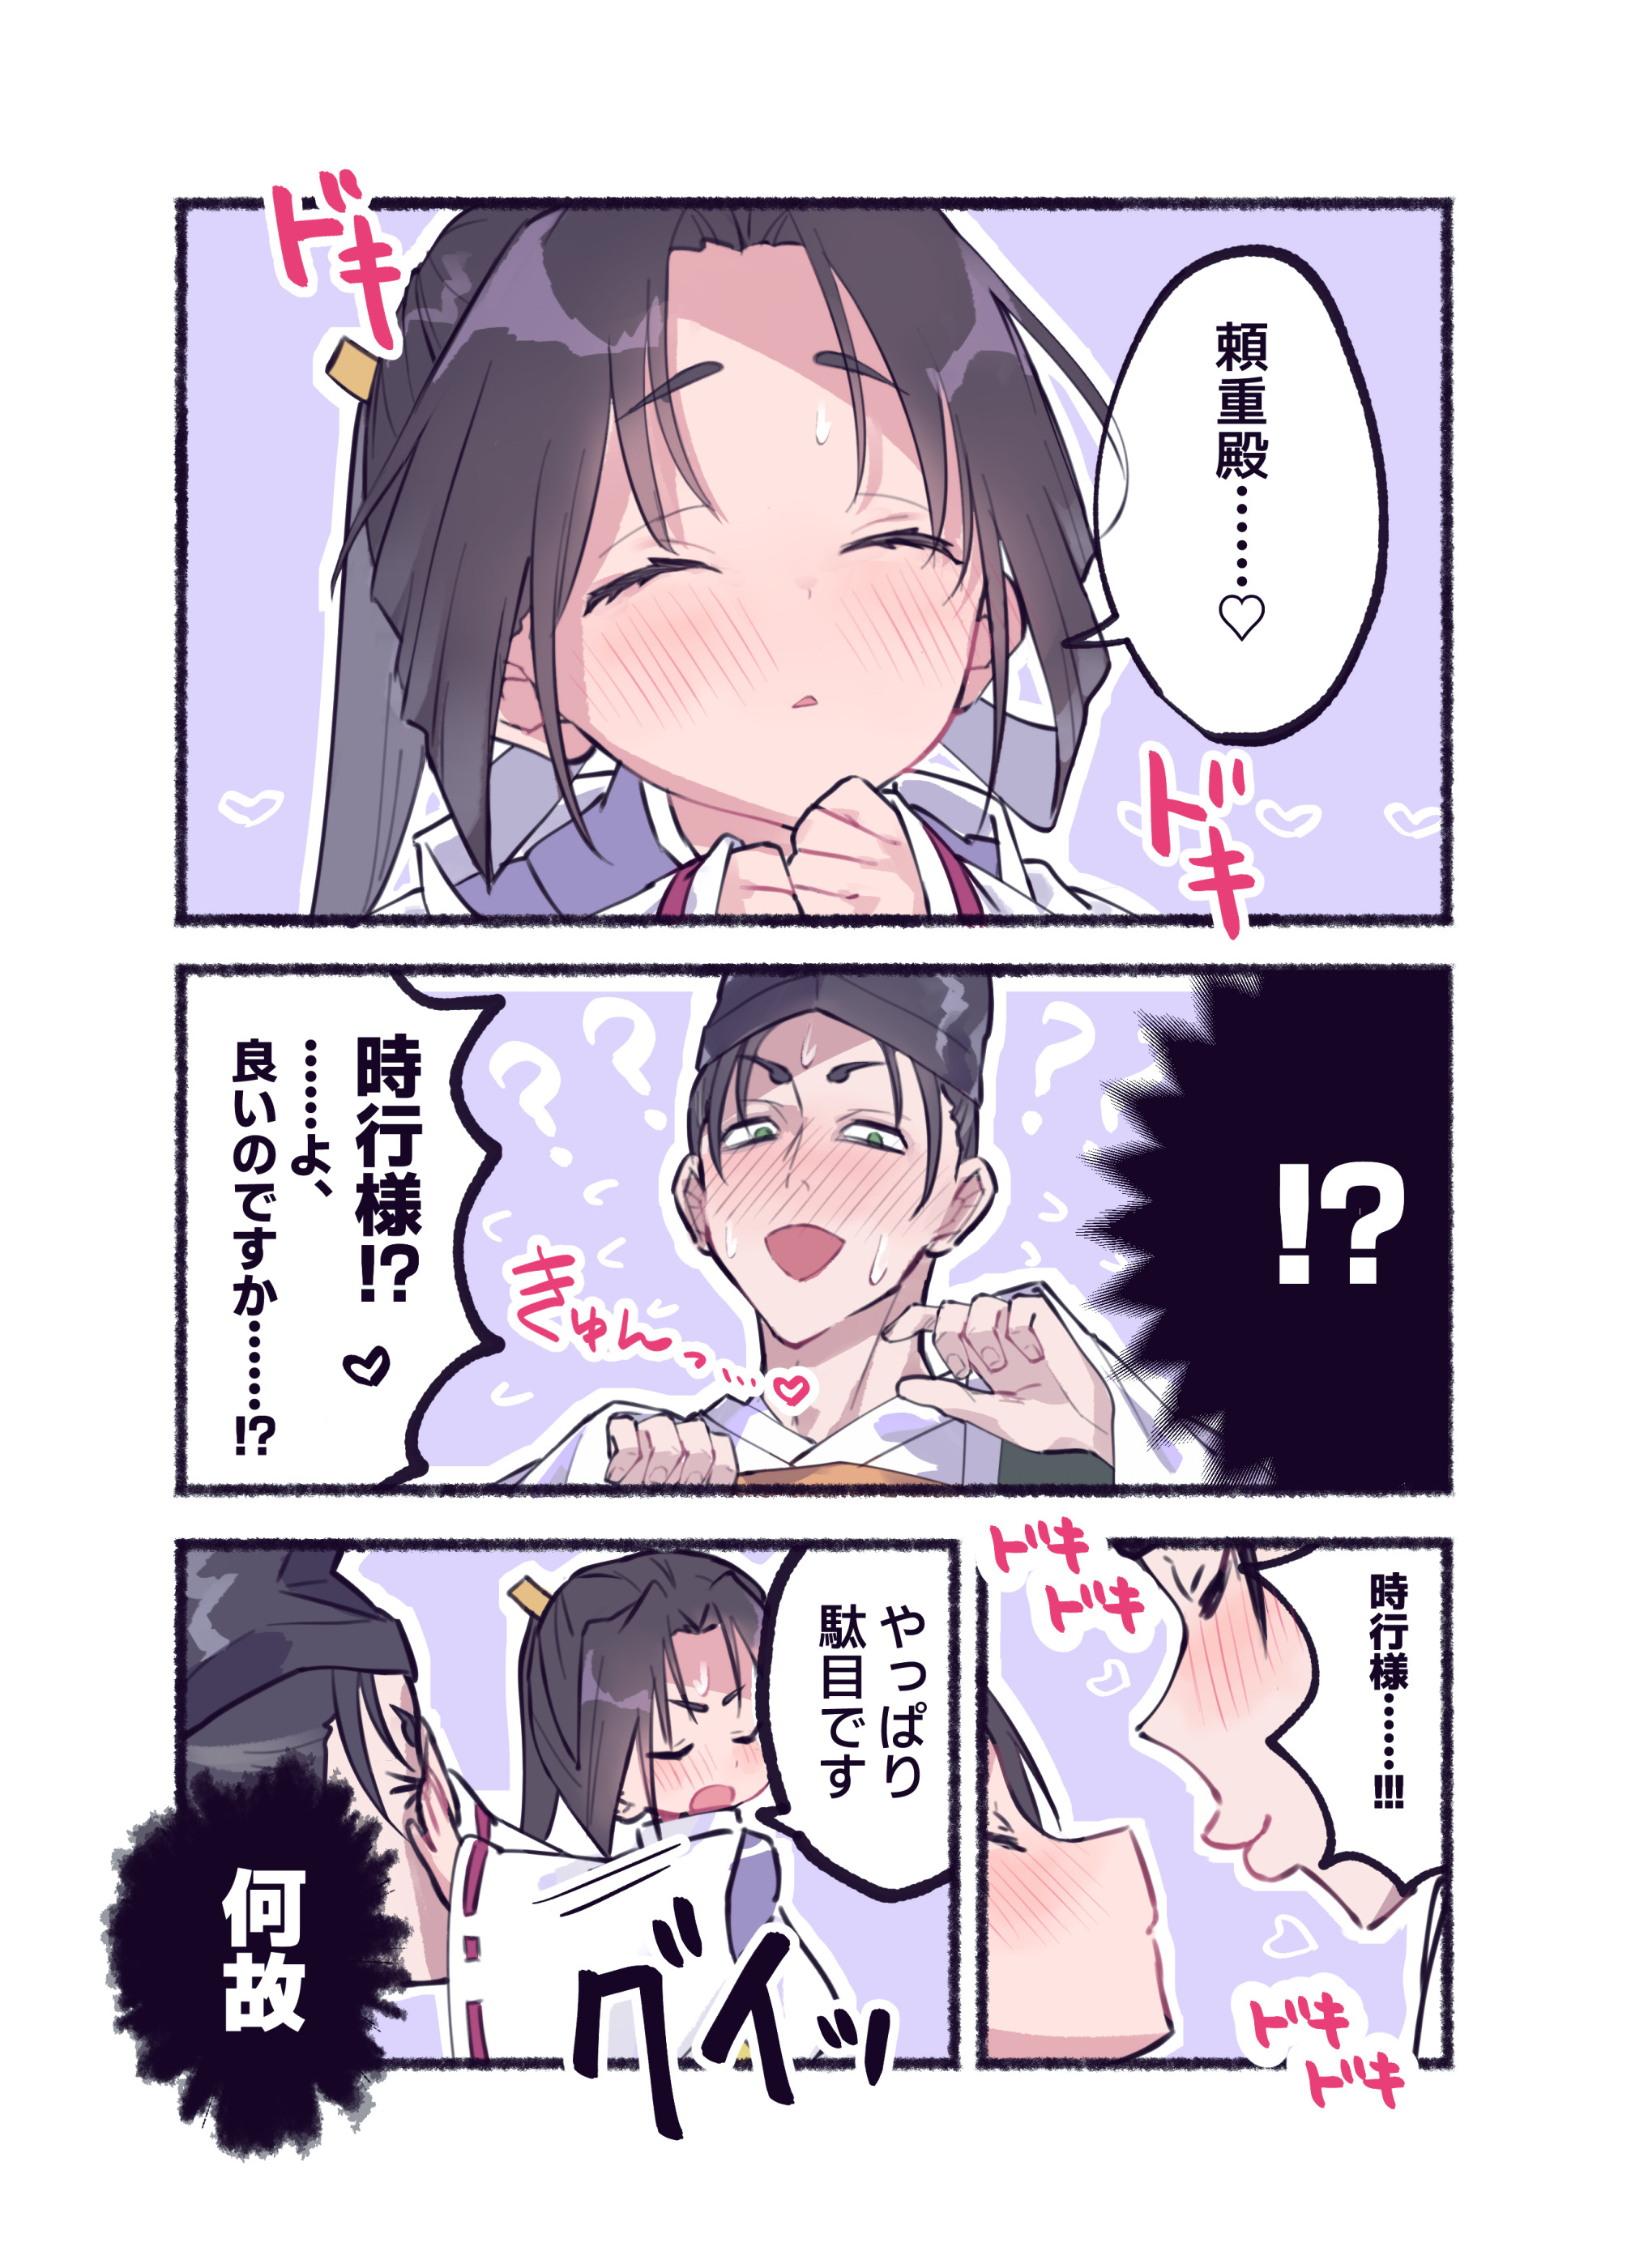 頼重殿………♡
ドキ
ドキ
!?
時行様!?♡
……よ、
良いのですか………!?
きゅんっ…♡
時行様………!!!
ドキ
ドキ
ドキ
ドキ
やっぱり
駄目です
グイッ
何故